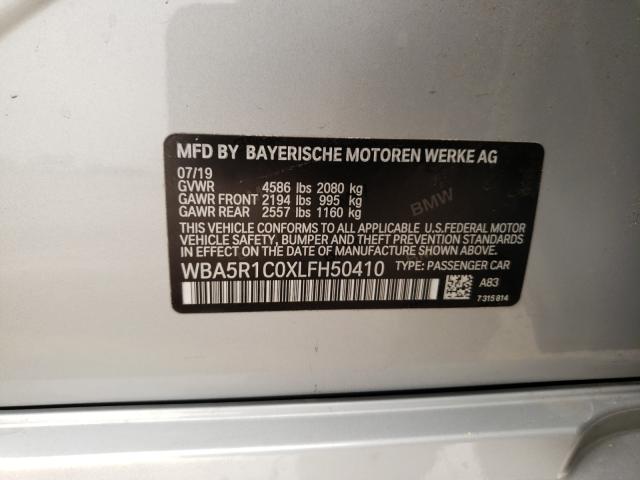 MFD BY BAYERISCHE MOTOREN WERKE AG
07/19
GVWR 4586 lbs 2080 kg
GAWR FRONT 2194 lbs 995 kg
GAWR REAR 2557 lbs 1160 kg
BMW
THIS VEHICLE CONFORMS TO ALL APPLICABLE U.S.FEDERAL MOTOR
VEHICLE SAFETY, BUMPER AND THEFT PREVENTION STANDARDS
IN EFFECT ON THE DATE OF MANUFACTURE SHOWN ABOVE.
WBA5R1C0XLFH50410 TYPE: PASSENGER CAR
A83
7315814